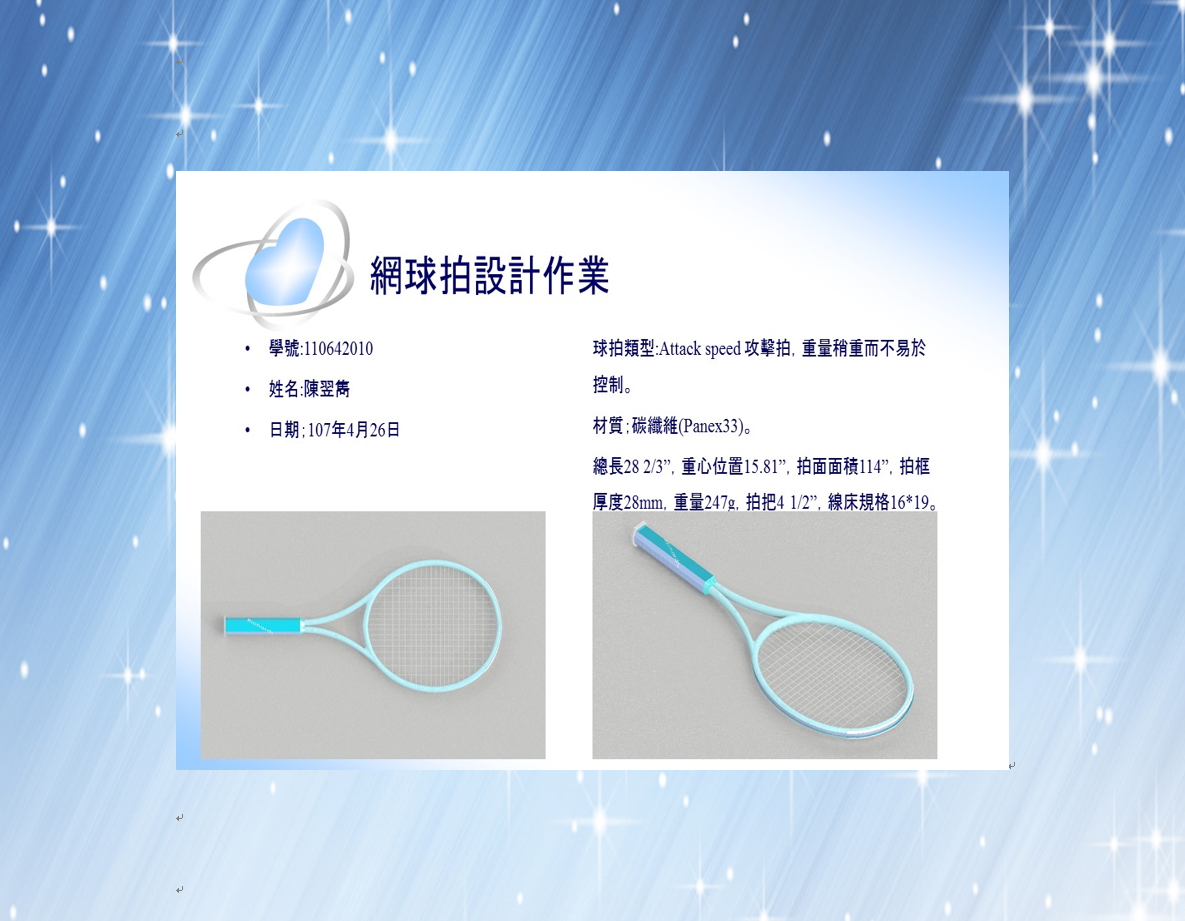 網球拍設計作業
• 學號:110642010
• 姓名:陳翌雋
• 日期;107年4月26日
球拍類型:Attack speed 攻擊拍, 重量稍重而不易於
控制。
材質;碳纖維(Panex33)。
總長28 2/3”, 重心位置15.81”, 拍面面積114”, 拍框
厚度28mm, 重量247g, 拍把4 1/2”, 線床規格16*19。